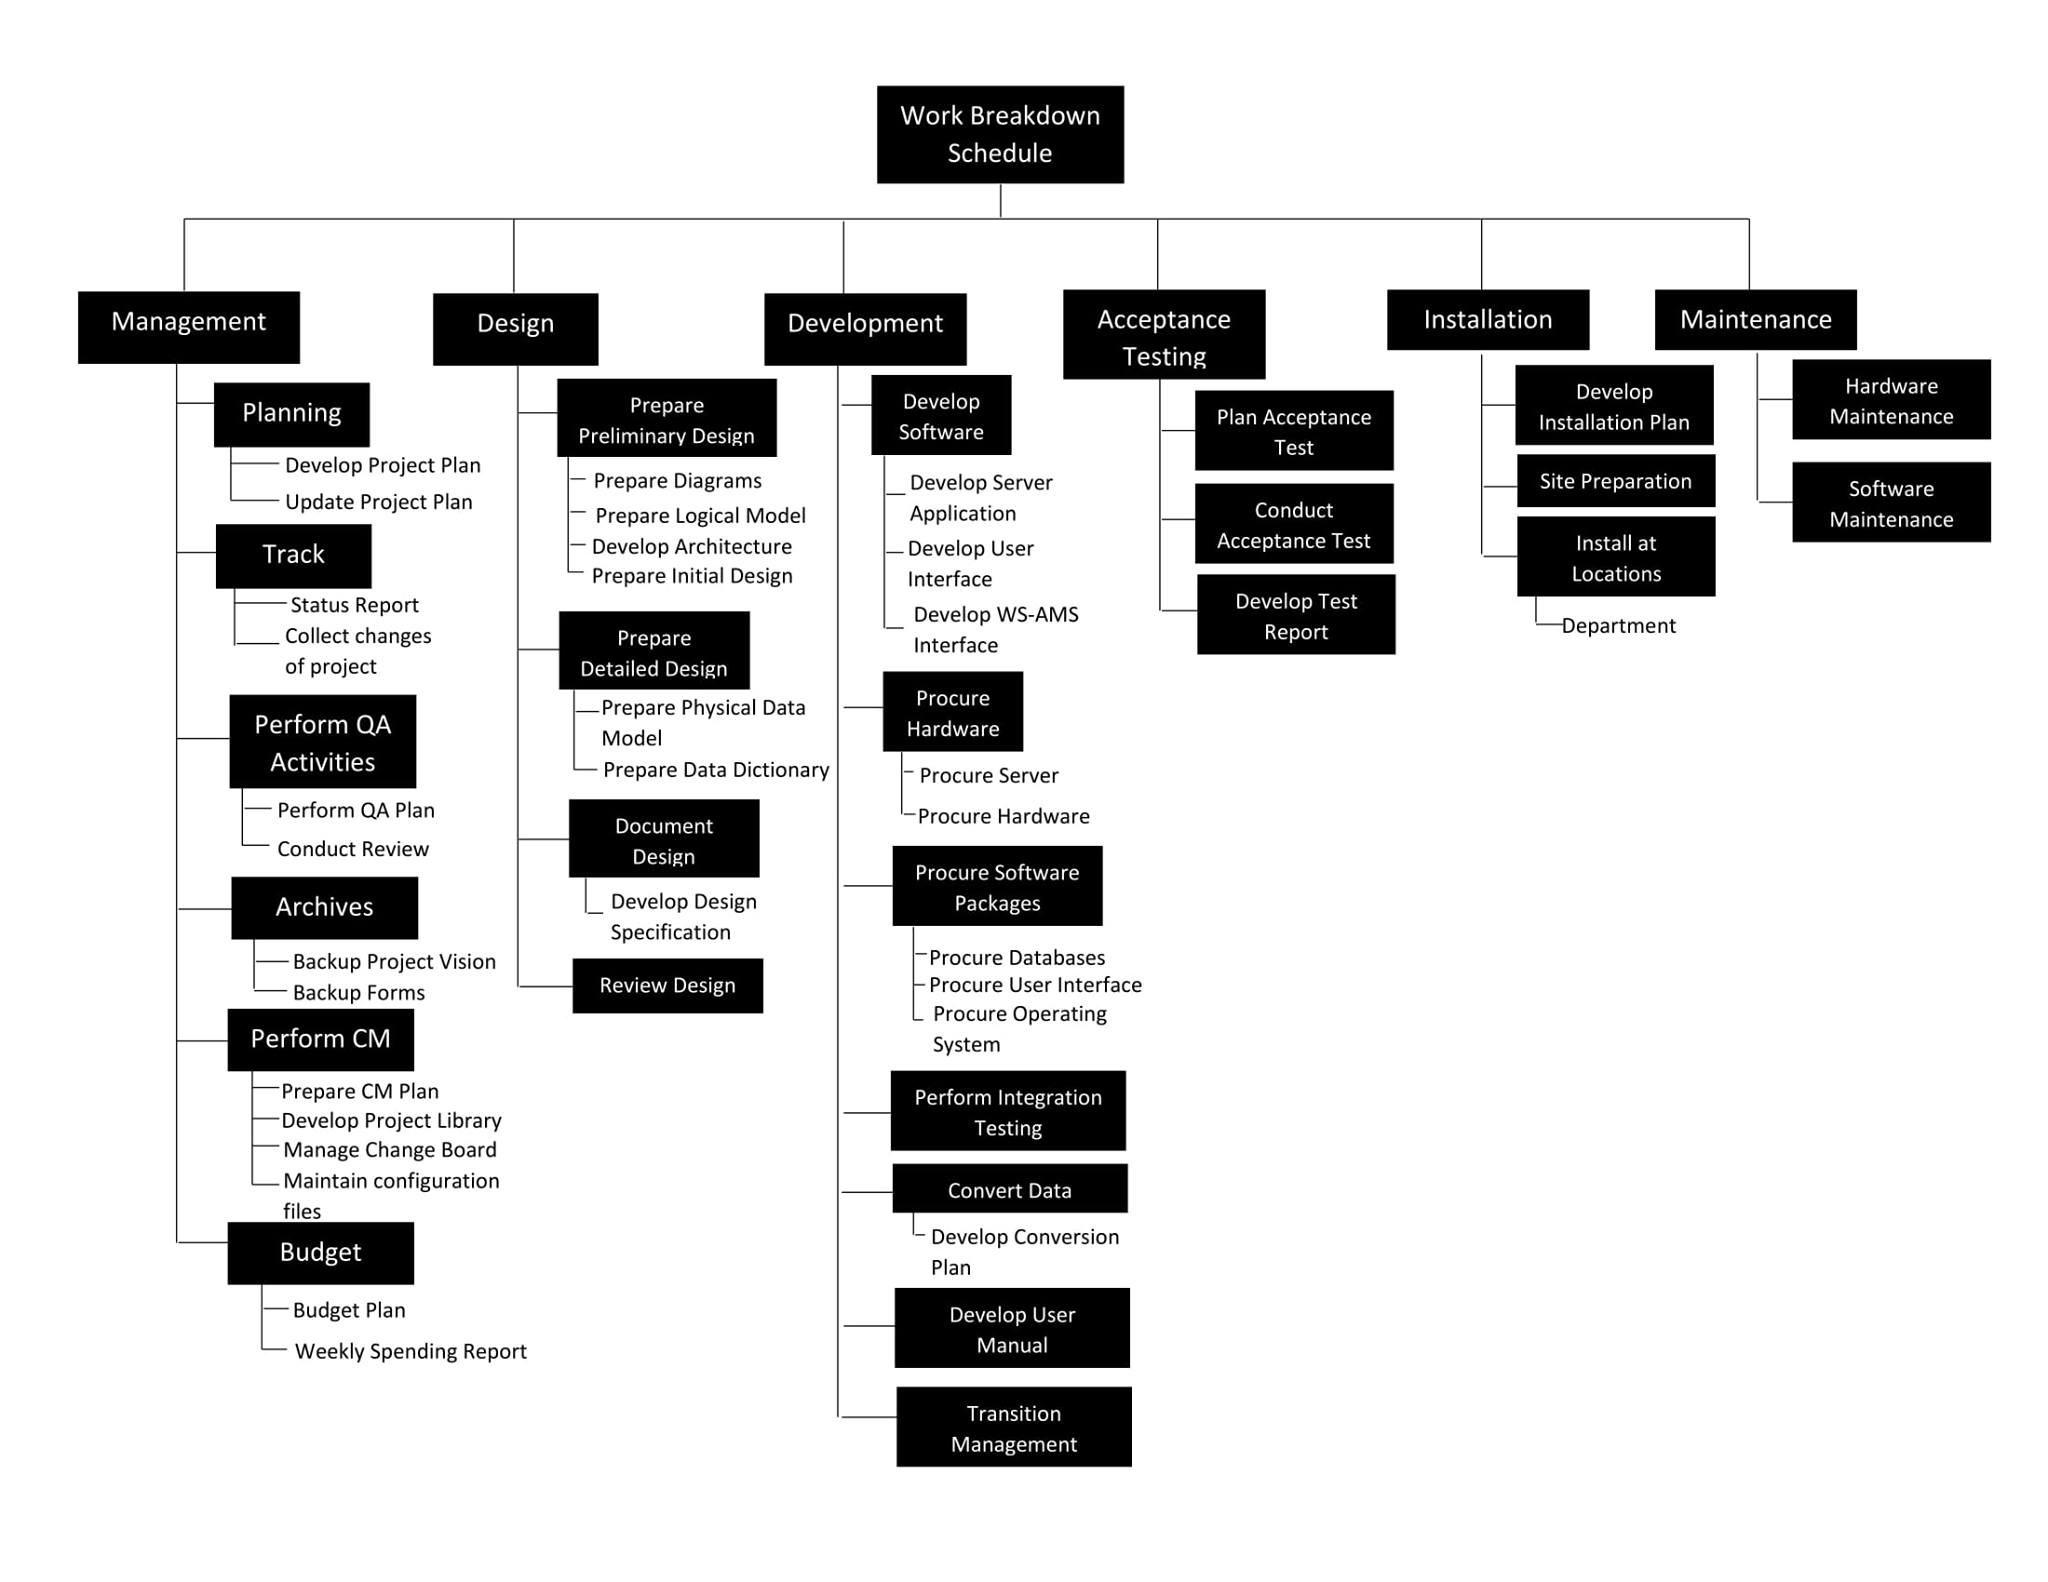 Work Breakdown
Schedule
Management
Planning
Develop Project Plan
Update Project Plan
Track
Status Report
Collect changes
of project
Perform QA
Activities
Perform QA Plan
Conduct Review
Archives
Backup Project Vision
Backup Forms
Perform CM
Prepare CM Plan
Develop Project Library
Manage Change Board
Maintain configuration
files
Budget
Budget Plan
Weekly Spending Report
Design
Prepare
Preliminary Design
Prepare Diagrams
Prepare Logical Model
Develop Architecture
Prepare Initial Design
Prepare
Detailed Design
Prepare Physical Data
Model
Prepare Data Dictionary
Document
Design
Develop Design
Specification
Review Design
Development
Develop
Software
Develop Server
Application
Develop User
Interface
Develop WS-AMS
Interface
Procure
Hardware
Procure Server
Procure Hardware
Procure Software
Packages
Procure Databases
Procure User Interface
Procure Operating
System
Perform Integration
Testing
Convert Data
Develop Conversion
Plan
Develop User
Manual
Transition
Management
Acceptance
Testing
Plan Acceptance
Test
Conduct
Acceptance Test
Develop Test
Report
Installation
Develop
Installation Plan
Site Preparation
Install at
Locations
Department
Maintenance
Hardware
Maintenance
Software
Maintenance